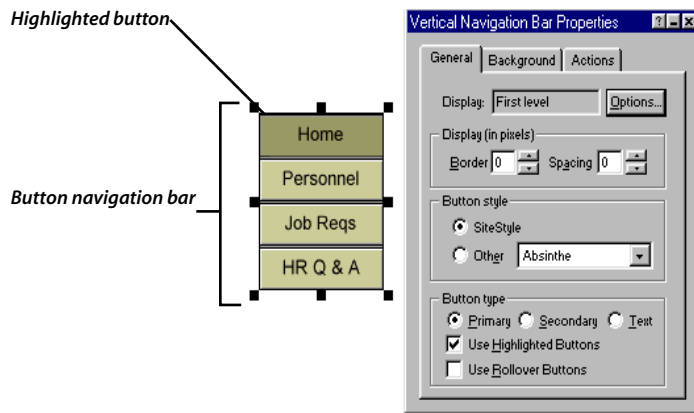 Highlighted button
Button navigation bar
Home
Personnel
Job Reqs
HR Q & A
Vertical Navigation Bar Properties
General Background Actions
Display: First level Options...
Display (in pixels)
Border 0 Spacing 0
Button style
SiteStyle
Other Absinthe
Button type
Primary Secondary Text
Use Highlighted Buttons
Use Rollover Buttons